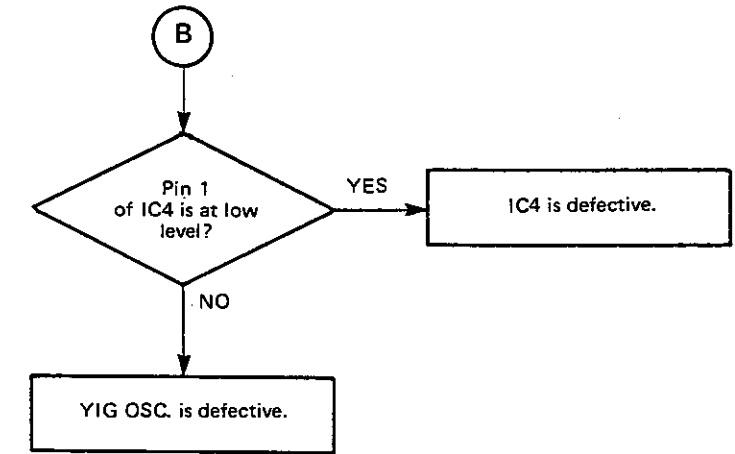 B
Pin 1
of IC4 is at low
level?
YES
IC4 is defective.
NO
YIG OSC. is defective.